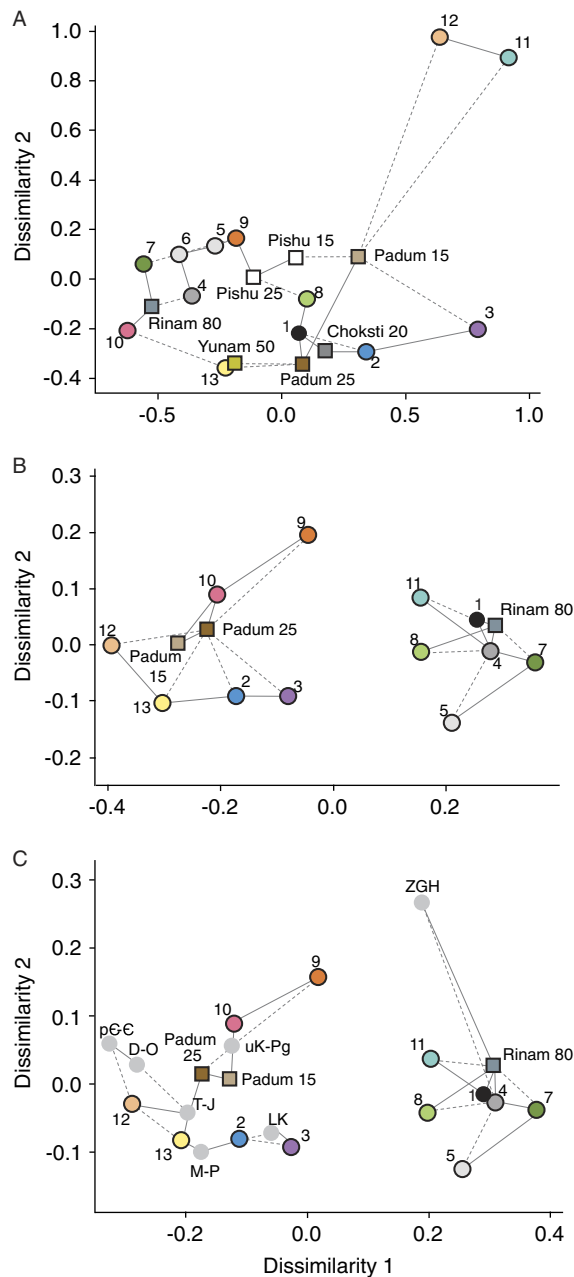 A
12
1.0
11
0.8
Dissimilarity 2
0.6
0.4
5 9
6
7
0.2
Pishu 15
Padum 15
0.0
4
Pishu 25
8
3
Rinam 80
1
-0.2
10
Yunam 50
Choksti 20
2
13
Padum 25
-0.4
-0.5 0.0 0.5 1.0
B
0.3
9
0.2
Dissimilarity 2
10
11
0.1
1
Rinam 80
12
Padum 25
8
0.0
Padum
15
4
7
2
3
5
-0.1
13
-0.2
-0.4 -0.2 0.0 0.2
C
ZGH
0.3
9
0.2
Dissimilarity 2
10
pЄ-Є
Padum
25
uK-Pg
11
0.1
D-O
Rinam 80
Padum 15
0.0
T-J
LK
8
1
4
7
12
2
3
13
M-P
5
-0.1
-0.2 0.0 0.2 0.4
Dissimilarity 1